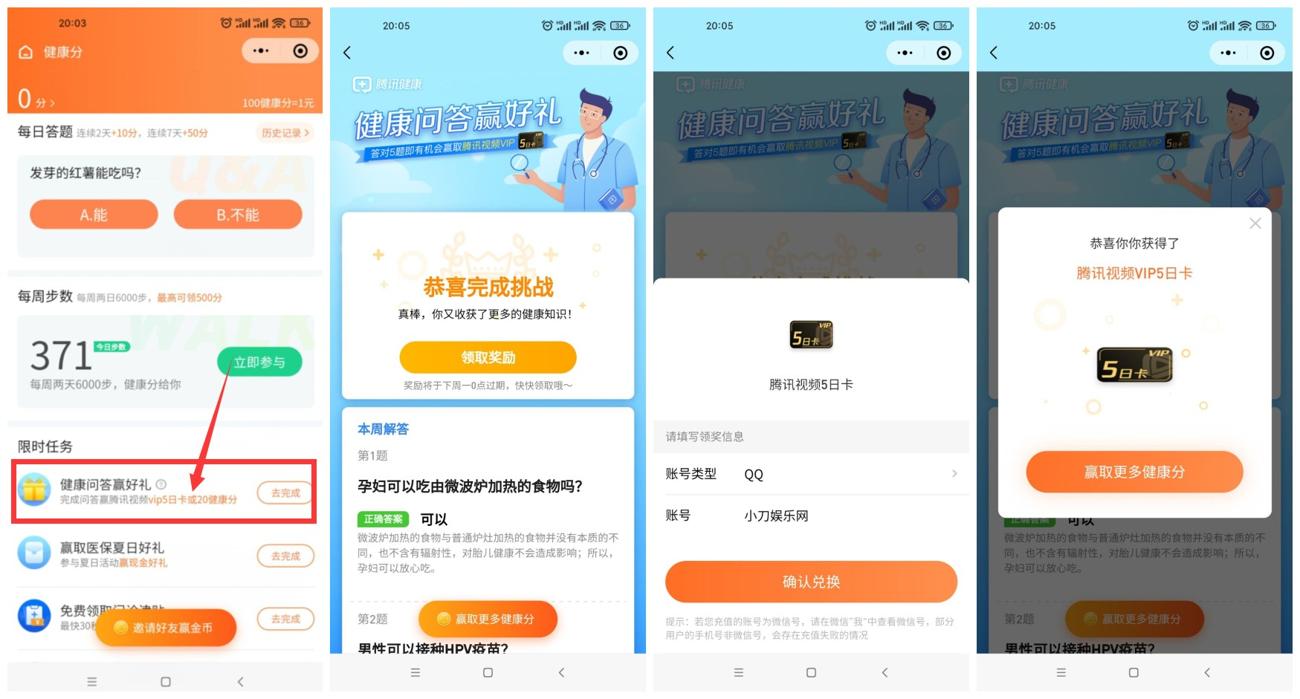 20:03
36
健康分
0 分 >
100健康分=1元
每日答题 连续2天+10分，连续7天+50分
历史记录 >
发芽的红薯能吃吗?
A.能
B.不能
每周步数 每周两日6000步，最高可领500分
371 今日步数
立即参与
每周两天6000步，健康分给你
限时任务
健康问答赢好礼
完成问答赢腾讯视频vip5日卡或20健康分
去完成
赢取医保夏日好礼
参与夏日活动赢现金好礼
去完成
免费领取问诊津贴
最快30秒
去完成
邀请好友赢金币
20:05
36
腾讯健康
健康问答赢好礼
答对5题即有机会赢取腾讯视频VIP 5日卡
恭喜完成挑战
真棒，你又收获了更多的健康知识！
领取奖励
奖励将于下周一0点过期，快快领取哦～
本周解答
第1题
孕妇可以吃由微波炉加热的食物吗?
正确答案 可以
微波炉加热的食物与普通炉灶加热的食物并没有本质的不
同，也不含有辐射性，对胎儿健康不会造成影响；所以，
孕妇可以放心吃。
第2题
赢取更多健康分
男性可以接种HPV疫苗?
20:05
36
腾讯健康
健康问答赢好礼
答对5题即有机会赢取腾讯视频VIP 5日卡
VIP
5日卡
腾讯视频5日卡
请填写领奖信息
账号类型 QQ
账号 小刀娱乐网
确认兑换
提示：若您充值的账号为微信号，请在微信"我"中查看微信号，部分
用户的手机号非微信号，会存在充值失败的情况
20:05
36
腾讯健康
健康问答赢好礼
答对5题即有机会赢取腾讯视频VIP 5日卡
恭喜你你获得了
腾讯视频VIP5日卡
VIP
5日卡
赢取更多健康分
正确答案 可以
微波炉加热的食物与普通炉灶加热的食物并没有本质的不
同，也不含有辐射性，对胎儿健康不会造成影响；所以，
孕妇可以放心吃。
第2题
赢取更多健康分
男性可以接种HPV疫苗?